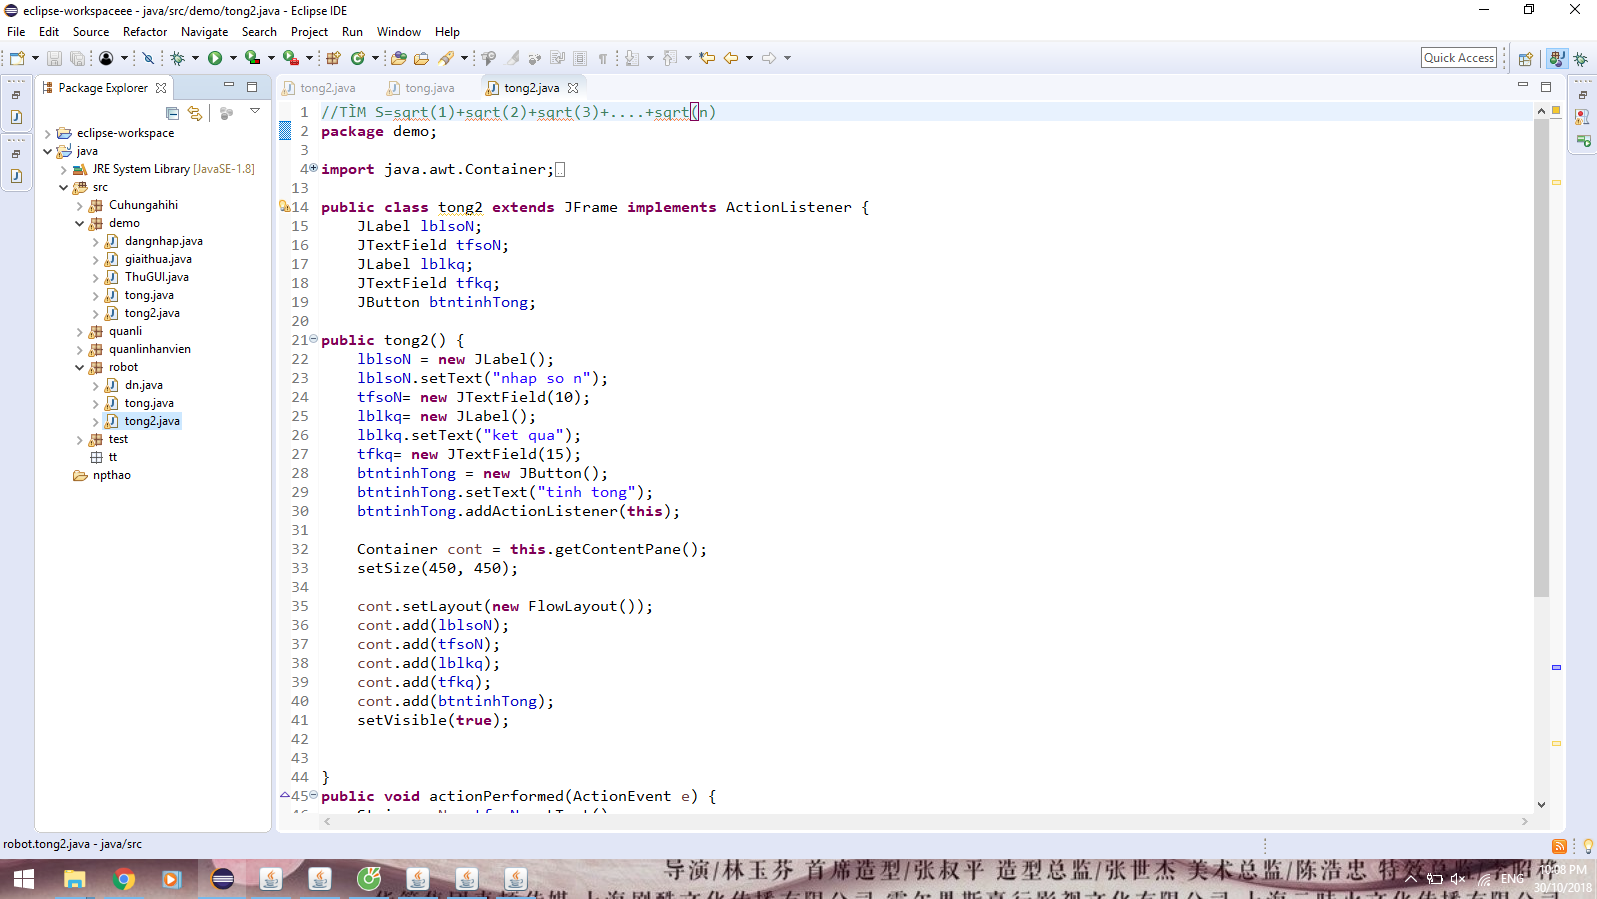 eclipse-workspaceee - java/src/demo/tong2.java - Eclipse IDE
File Edit Source Refactor Navigate Search Project Run Window Help
Quick Access
Package Explorer
tong2.java tong.java tong2.java
eclipse-workspace
java
JRE System Library [JavaSE-1.8]
src
Cuhungahihi
demo
dangnhap.java
giaithua.java
ThuGUI.java
tong.java
tong2.java
quanli
quanlinhanvien
robot
dn.java
tong.java
tong2.java
test
tt
npthao
1 //TÌM S=sqrt(1)+sqrt(2)+sqrt(3)+....+sqrt(n)
2 package demo;
3
4 import java.awt.Container;
13
14 public class tong2 extends JFrame implements ActionListener {
15 JLabel lblsoN;
16 JTextField tfsoN;
17 JLabel lblkq;
18 JTextField tfkq;
19 JButton btntinhTong;
20
21 public tong2() {
22 lblsoN = new JLabel();
23 lblsoN.setText("nhap so n");
24 tfsoN= new JTextField(10);
25 lblkq= new JLabel();
26 lblkq.setText("ket qua");
27 tfkq= new JTextField(15);
28 btntinhTong = new JButton();
29 btntinhTong.setText("tinh tong");
30 btntinhTong.addActionListener(this);
31
32 Container cont = this.getContentPane();
33 setSize(450, 450);
34
35 cont.setLayout(new FlowLayout());
36 cont.add(lblsoN);
37 cont.add(tfsoN);
38 cont.add(lblkq);
39 cont.add(tfkq);
40 cont.add(btntinhTong);
41 setVisible(true);
42
43
44 }
45 public void actionPerformed(ActionEvent e) {
robot.tong2.java - java/src
导演/林玉芬 首席造型/张叔平 造型总监/张世杰 美术总监/陈浩忠
ENG
10:08 PM
30/10/2018